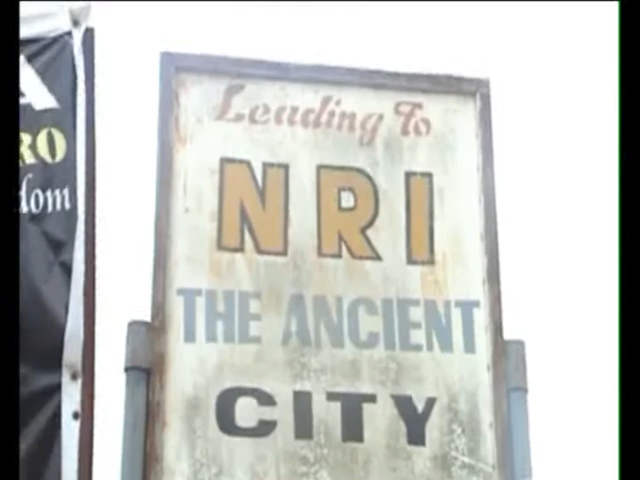 A
RO
dom
Leading To
NRI
THE ANCIENT
CITY